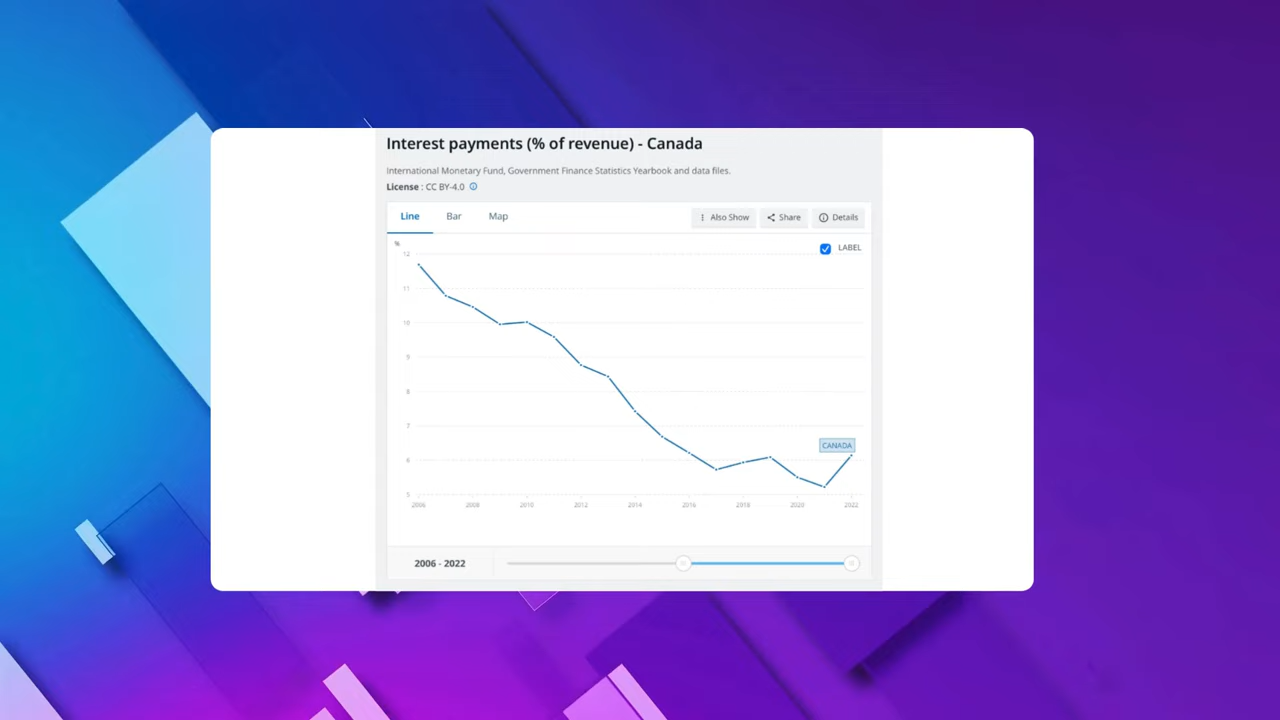 Interest payments (% of revenue) - Canada
International Monetary Fund, Government Finance Statistics Yearbook and data files.
License : CC BY-4.0
Line Bar Map Also Show Share Details
%
LABEL
12
11
10
9
8
7
CANADA
6
5
2006 2008 2010 2012 2014 2016 2018 2020 2022
2006 - 2022